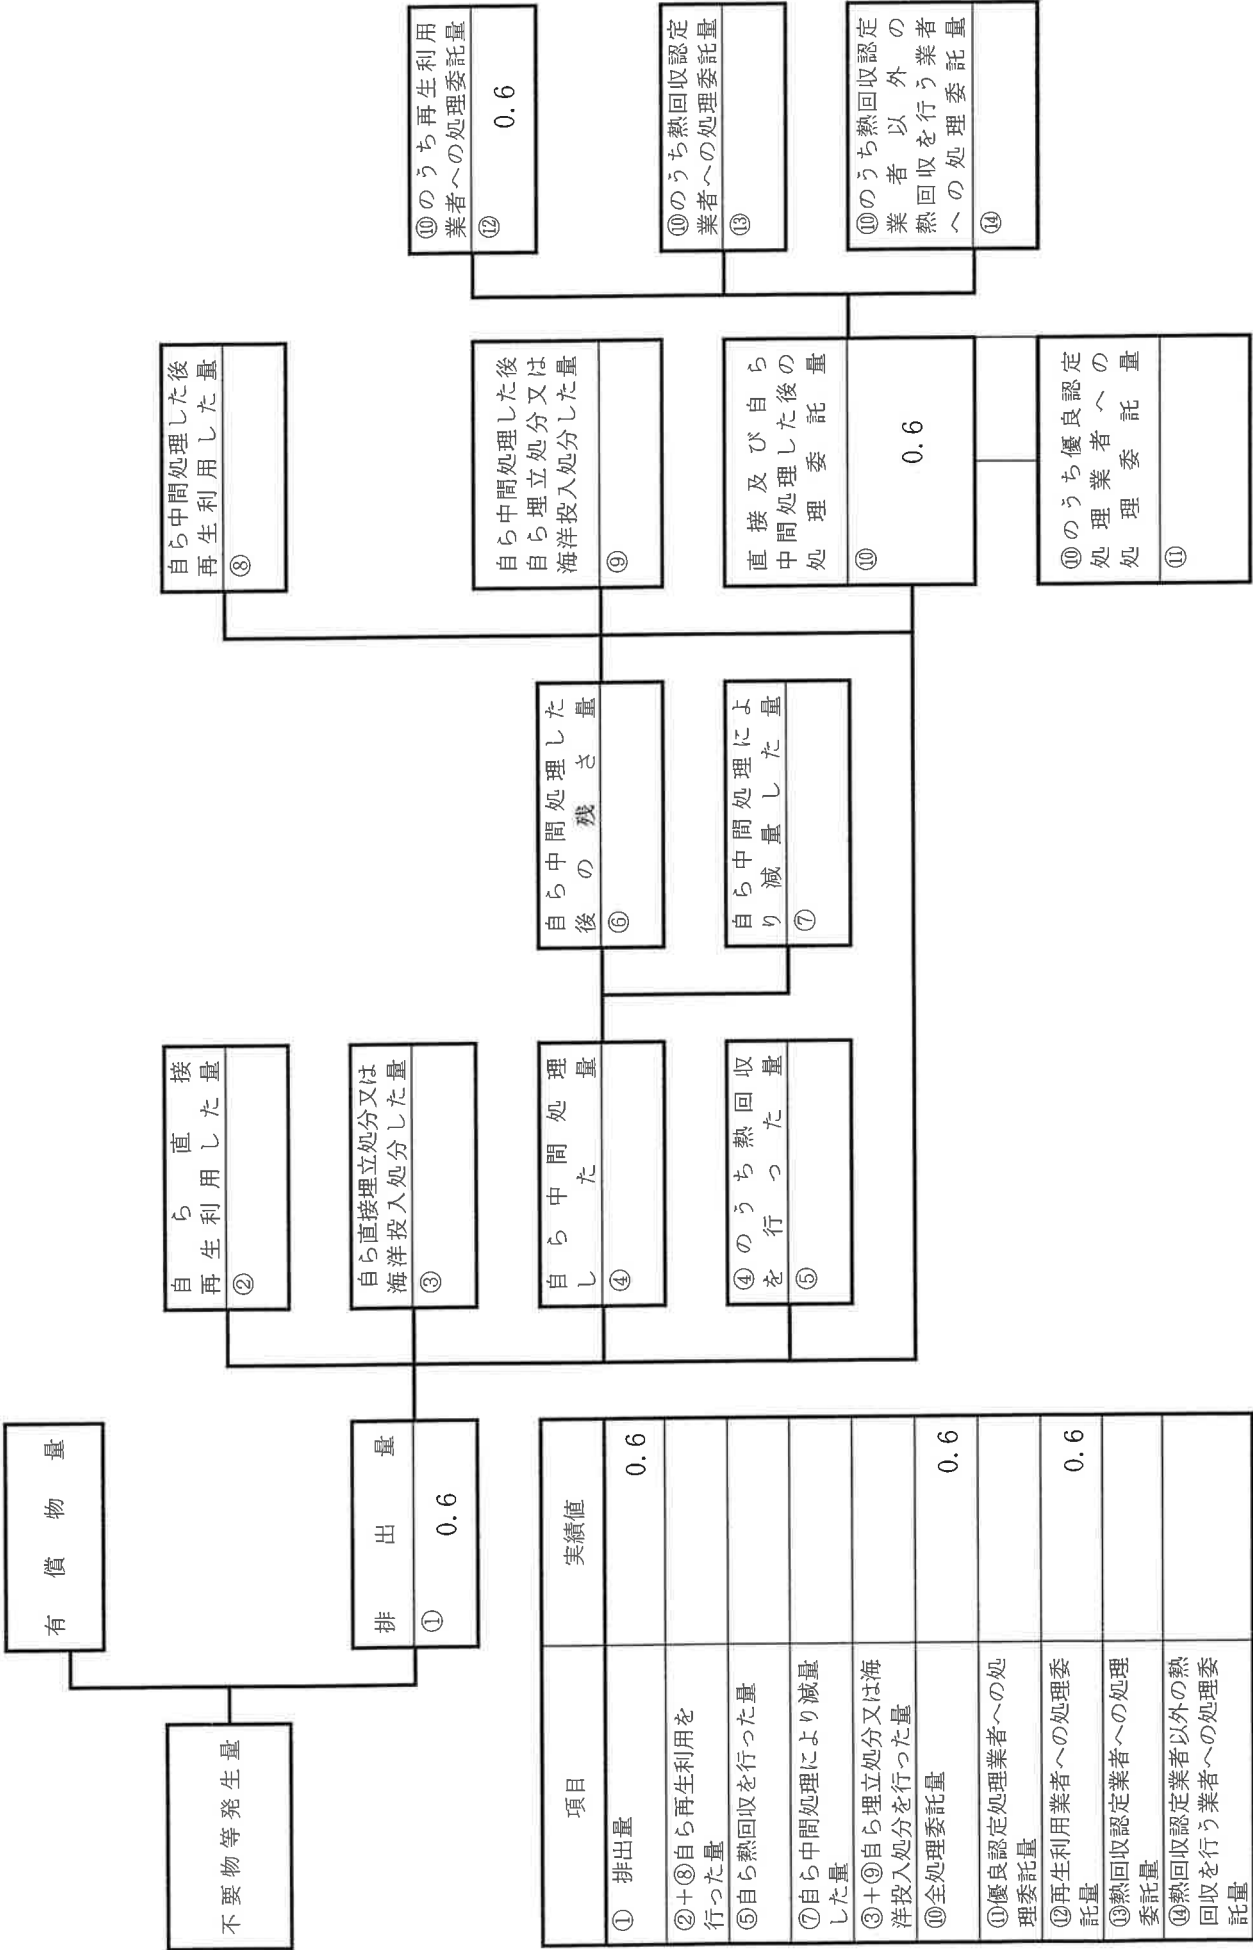 不要物等発生量
有償物量
排出量
① 0.6
自ら直接
再生利用した量
②
自ら直接埋立処分又は
海洋投入処分した量
③
自ら中間処理
した量
④
④のうち熱回収
を行った量
⑤
自ら中間処理した
後の残さ量
⑥
自ら中間処理によ
り減量した量
⑦
自ら中間処理した後
再生利用した量
⑧
自ら中間処理した後
自ら埋立処分又は
海洋投入処分した量
⑨
直接及び自ら
中間処理した後の
処理委託量
⑩
0.6
⑩のうち優良認定
処理業者への
処理委託量
⑪
⑩のうち再生利用
業者への処理委託量
⑫
0.6
⑩のうち熱回収認定
業者への処理委託量
⑬
⑩のうち熱回収認定
業者以外の
熱回収を行う業者
への処理委託量
⑭
項目 実績値
① 排出量 0.6
②+⑧自ら再生利用を
行った量
⑤自ら熱回収を行った量
⑦自ら中間処理により減量
した量
③+⑨自ら埋立処分又は海
洋投入処分を行った量
⑩全処理委託量 0.6
⑪優良認定処理業者への処
理委託量
⑫再生利用業者への処理委
託量 0.6
⑬熱回収認定業者への処理
委託量
⑭熱回収認定業者以外の熱
回収を行う業者への処理委
託量